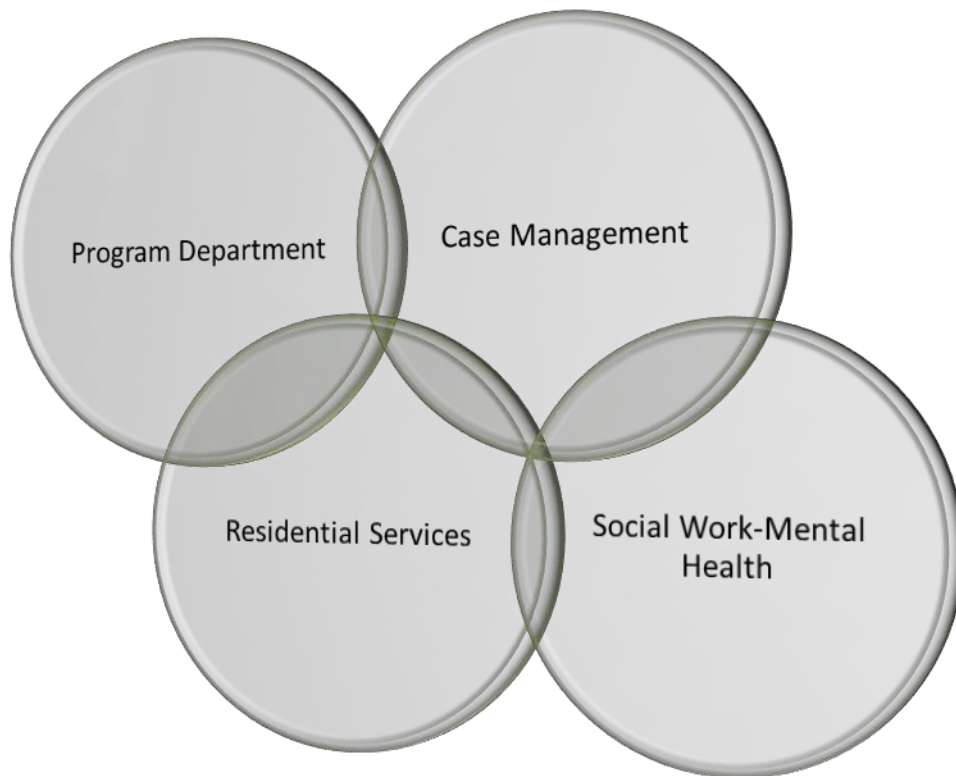 Program Department
Case Management
Residential Services
Social Work-Mental
Health